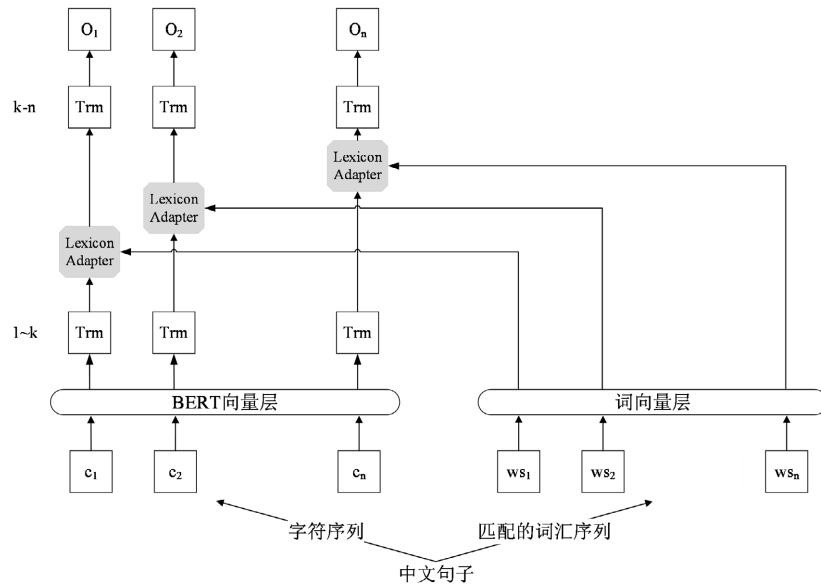 O₁ O₂ Oₙ
k-n Trm Trm Trm
Lexicon
Adapter
Lexicon
Adapter
Lexicon
Adapter
1~k Trm Trm Trm
BERT向量层 词向量层
c₁ c₂ cₙ ws₁ ws₂ wsₙ
字符序列 匹配的词汇序列
中文句子